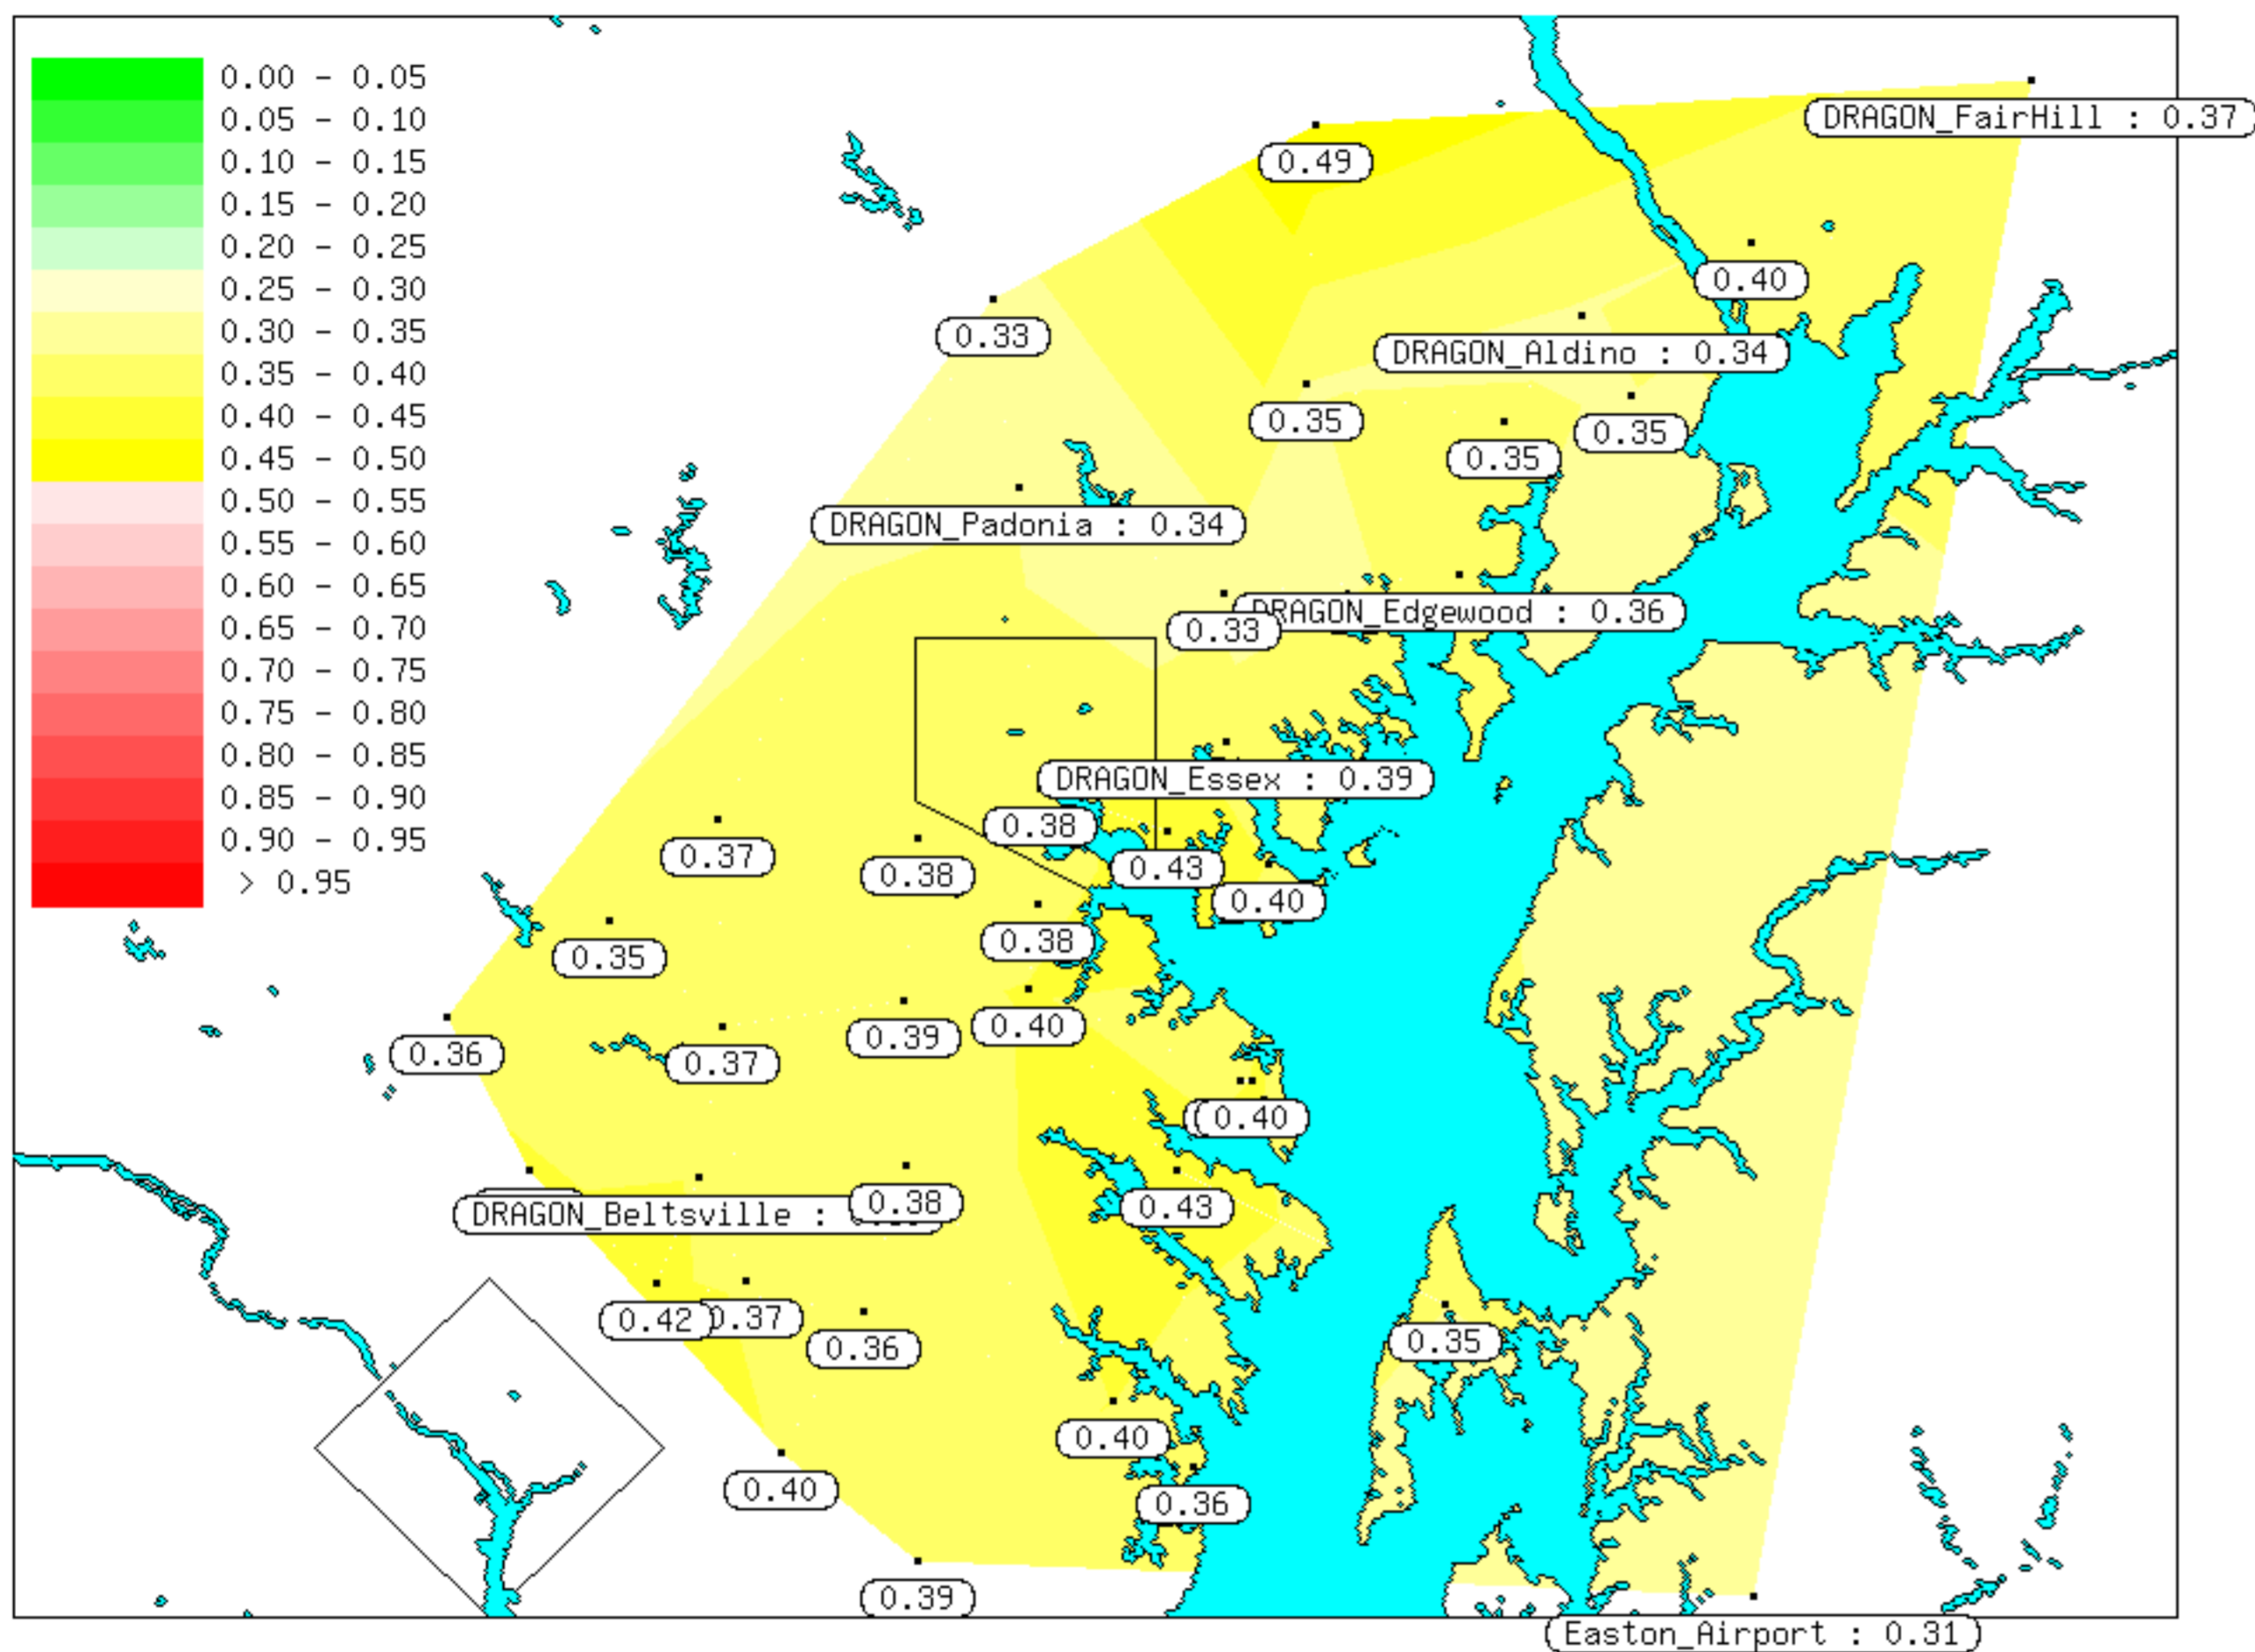 0.00 - 0.05
0.05 - 0.10
0.10 - 0.15
0.15 - 0.20
0.20 - 0.25
0.25 - 0.30
0.30 - 0.35
0.35 - 0.40
0.40 - 0.45
0.45 - 0.50
0.50 - 0.55
0.55 - 0.60
0.60 - 0.65
0.65 - 0.70
0.70 - 0.75
0.75 - 0.80
0.80 - 0.85
0.85 - 0.90
0.90 - 0.95
> 0.95
DRAGON_FairHill : 0.37
0.49
0.40
0.33
DRAGON_Aldino : 0.34
0.35
0.35
0.35
DRAGON_Padonia : 0.34
DRAGON_Edgewood : 0.36
0.33
DRAGON_Essex : 0.39
0.38
0.37
0.43
0.38
0.40
0.38
0.35
0.40
0.39
0.36
0.37
0.40
0.38
0.43
DRAGON_Beltsville :
0.42
0.37
0.35
0.36
0.40
0.40
0.36
0.39
Easton_Airport : 0.31